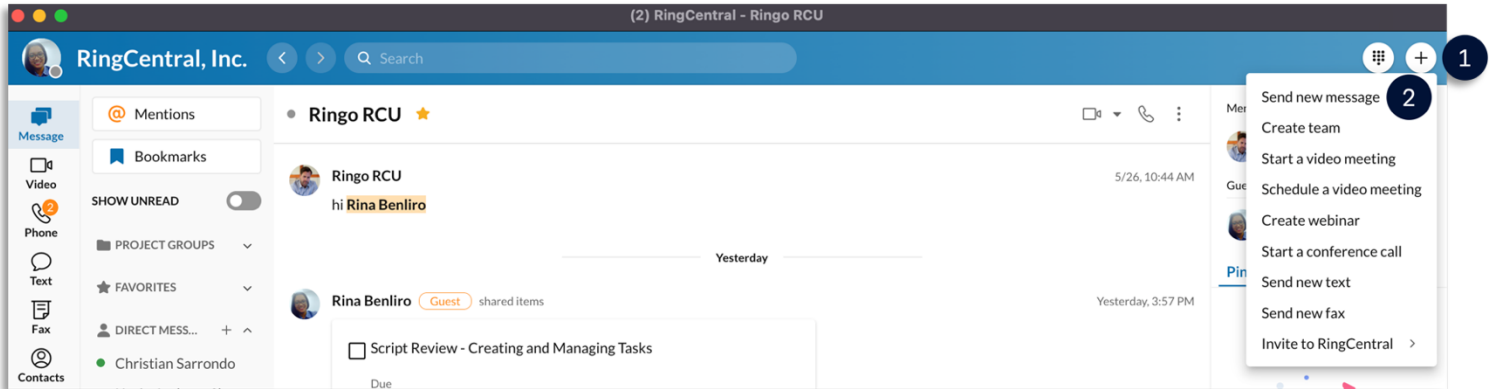 (2) RingCentral - Ringo RCU
RingCentral, Inc.
Search
1
Message
Video
2
Phone
Text
Fax
Contacts
@ Mentions
Bookmarks
SHOW UNREAD
PROJECT GROUPS
FAVORITES
DIRECT MESS... +
Christian Sarrondo
Ringo RCU
Ringo RCU 5/26, 10:44 AM
hi Rina Benliro
Yesterday
Rina Benliro Guest shared items Yesterday, 3:57 PM
Script Review - Creating and Managing Tasks
Due
Send new message 2
Create team
Start a video meeting
Schedule a video meeting
Create webinar
Start a conference call
Send new text
Send new fax
Invite to RingCentral >